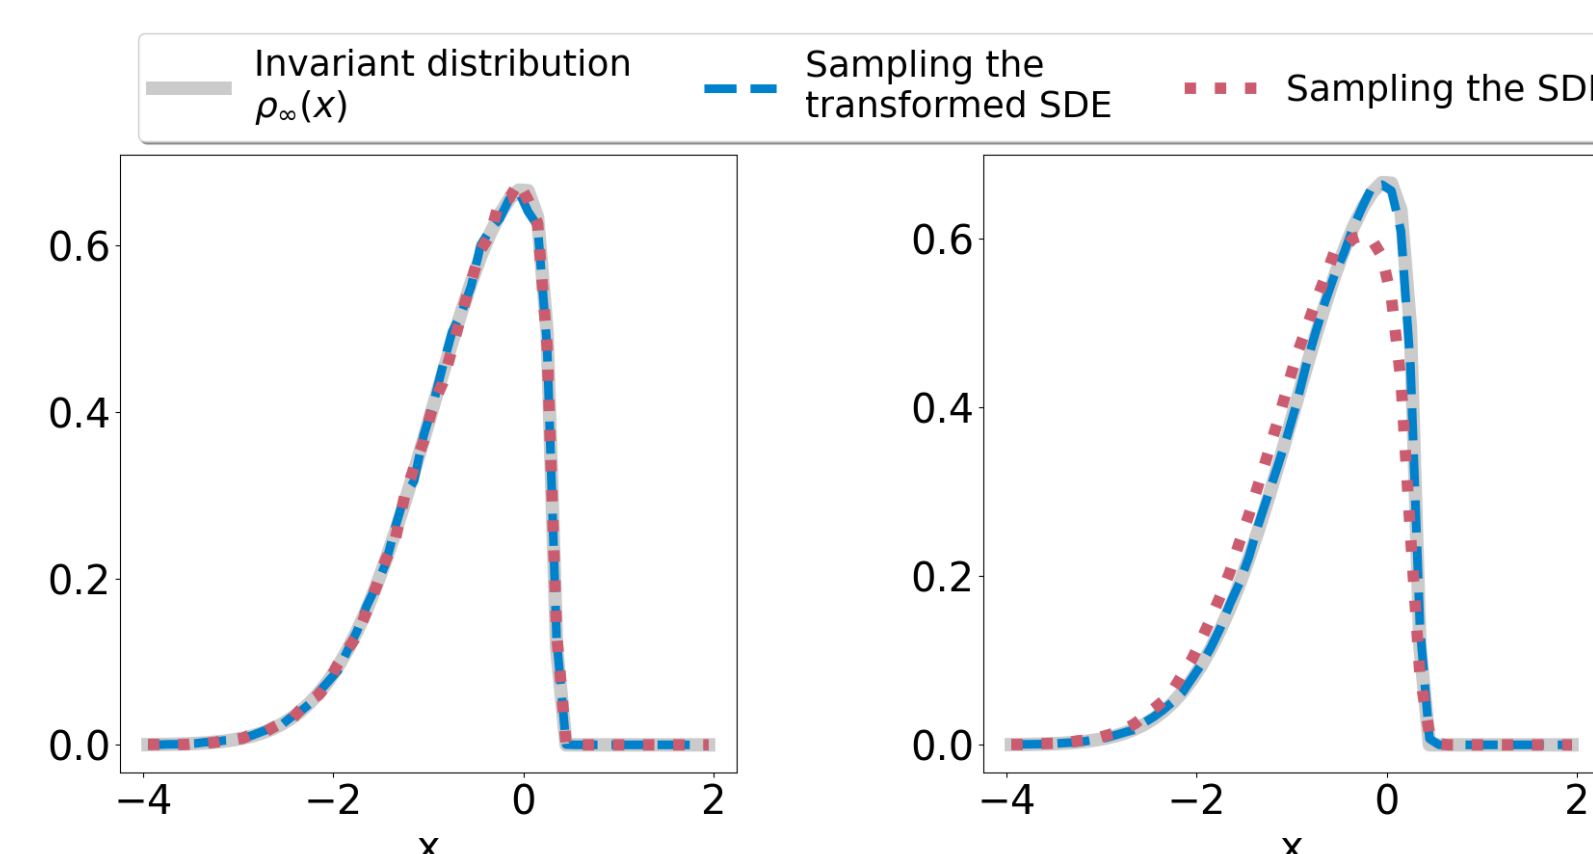 Invariant distribution
ρ∞(x)
Sampling the
transformed SDE
Sampling the
0.6
0.4
0.2
0.0
−4 −2 0 2
x
0.6
0.4
0.2
0.0
−4 −2 0 2
x